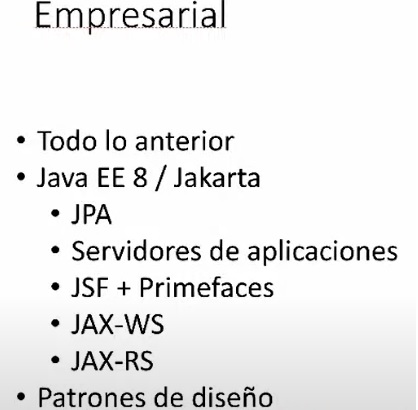 Empresarial
• Todo lo anterior
• Java EE 8 / Jakarta
• JPA
• Servidores de aplicaciones
• JSF + Primefaces
• JAX-WS
• JAX-RS
• Patrones de diseño